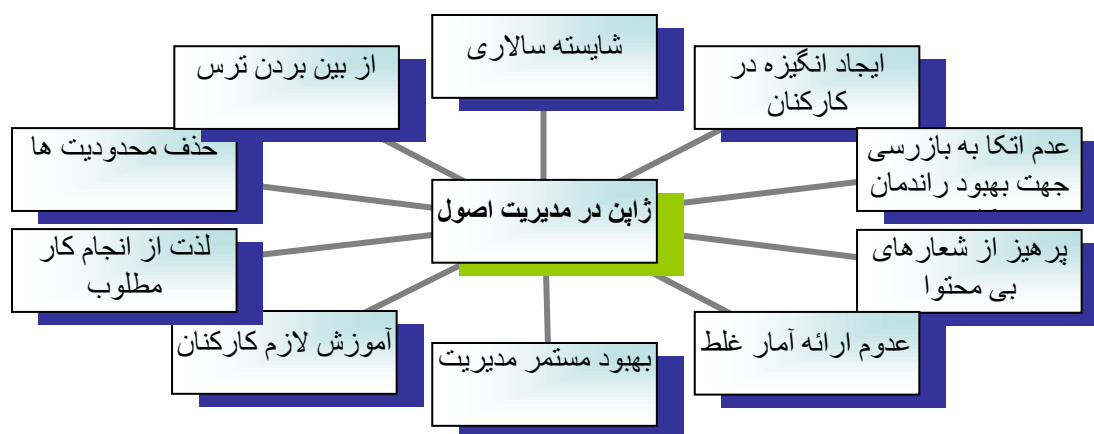 شایسته سالاری
ایجاد انگیزه در
کارکنان
عدم اتکا به بازرسی
جهت بهبود راندمان
پرهیز از شعارهای
بی محتوا
عدوم ارائه آمار غلط
بهبود مستمر مدیریت
آموزش لازم کارکنان
لذت از انجام کار
مطلوب
حذف محدودیت ها
از بین بردن ترس
ژاپن در مدیریت اصول